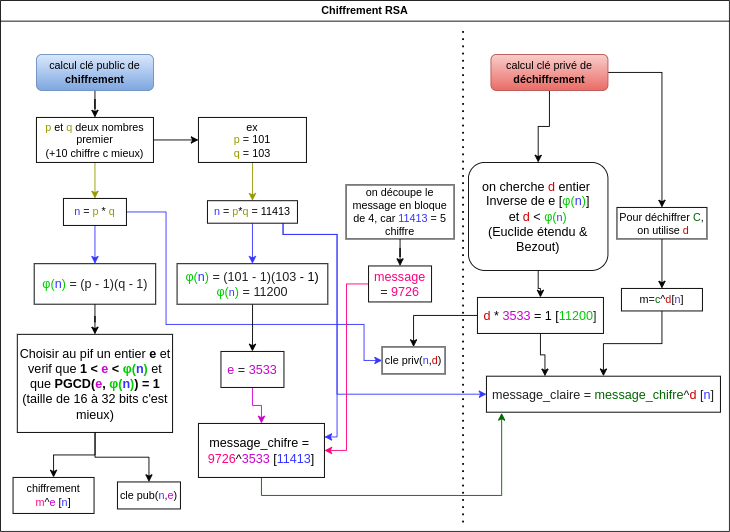 Chiffrement RSA
calcul clé public de
chiffrement
p et q deux nombres
premier
(+10 chiffre c mieux)
ex
p = 101
q = 103
n = p * q
n = p*q = 11413
φ(n) = (p - 1)(q - 1)
φ(n) = (101 - 1)(103 - 1)
φ(n) = 11200
Choisir au pif un entier e et
verif que 1 < e < φ(n) et
que PGCD(e, φ(n)) = 1
(taille de 16 à 32 bits c'est
mieux)
e = 3533
chiffrement
m^e [n]
cle pub(n,e)
on découpe le
message en bloque
de 4, car 11413 = 5
chiffre
message
= 9726
message_chifre =
9726^3533 [11413]
cle priv(n,d)
calcul clé privé de
déchiffrement
on cherche d entier
Inverse de e [φ(n)]
et d < φ(n)
(Euclide étendu &
Bezout)
Pour déchiffrer C,
on utilise d
d * 3533 = 1 [11200]
m=c^d[n]
message_claire = message_chifre^d [n]